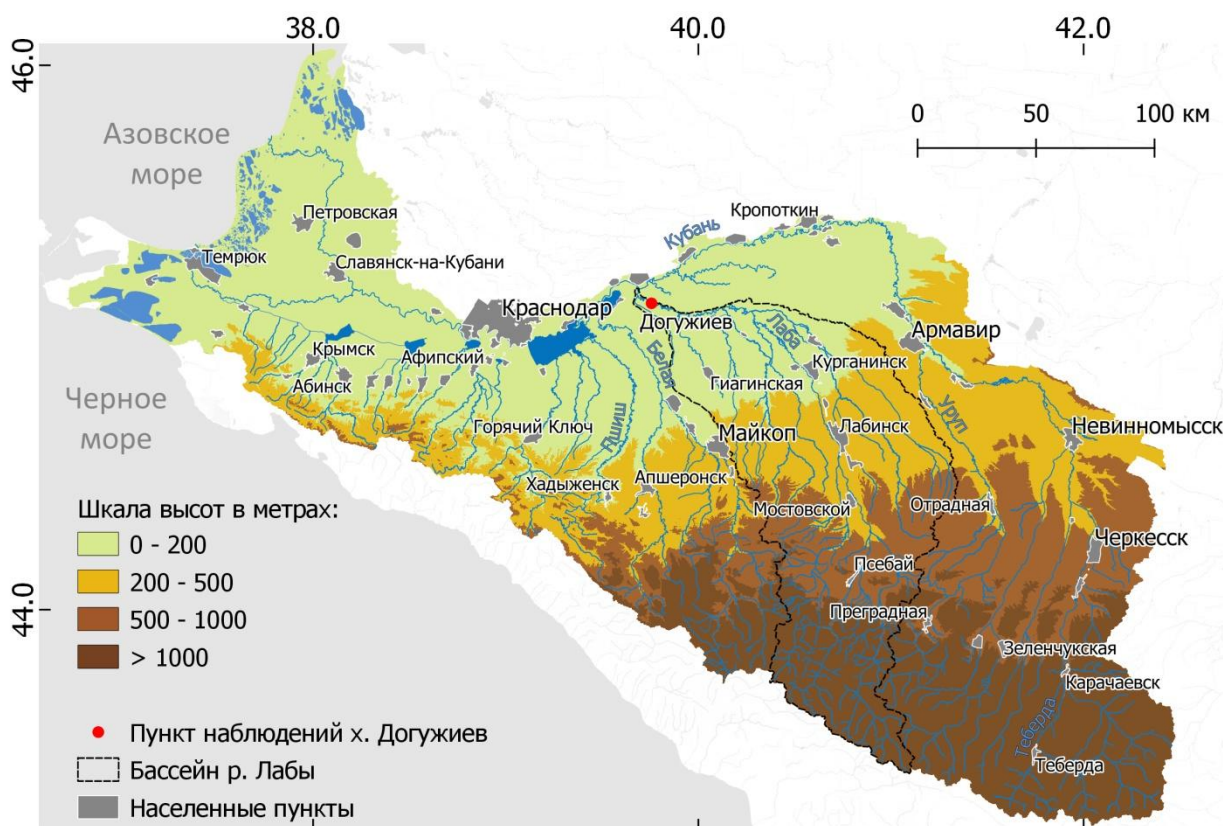 38.0
40.0
42.0
46.0
0
50
100 км
Азовское
море
Кропоткин
Кубань
Петровская
Темрюк
Славянск-на-Кубани
Краснодар
Догужиев
Лаба
Армавир
Крымск
Афипский
Белая
Курганинск
Гиагинская
Абинск
Черное
море
Уруп
Пшиш
Горячий Ключ
Майкоп
Лабинск
Невинномысск
Хадыженск
Апшеронск
Мостовской
Отрадная
Шкала высот в метрах:
0 - 200
200 - 500
500 - 1000
> 1000
Черкесск
Псебай
44.0
Преградная
Зеленчукская
Карачаевск
Теберда
Теберда
Пункт наблюдений х. Догужиев
Бассейн р. Лабы
Населенные пункты